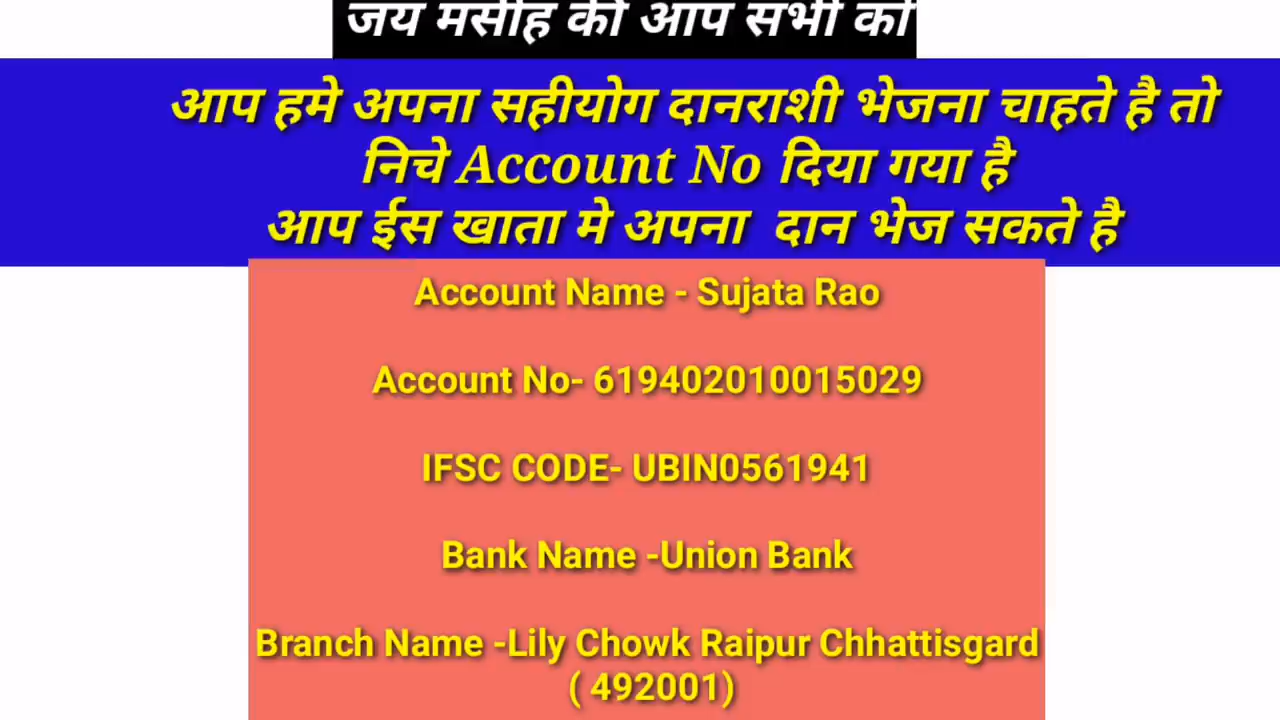 जय मसीह की आप सभी को
आप हमे अपना सहीयोग दानराशी भेजना चाहते है तो
निचे Account No दिया गया है
आप ईस खाता मे अपना दान भेज सकते है
Account Name - Sujata Rao
Account No- 619402010015029
IFSC CODE- UBIN0561941
Bank Name -Union Bank
Branch Name -Lily Chowk Raipur Chhattisgard
( 492001)